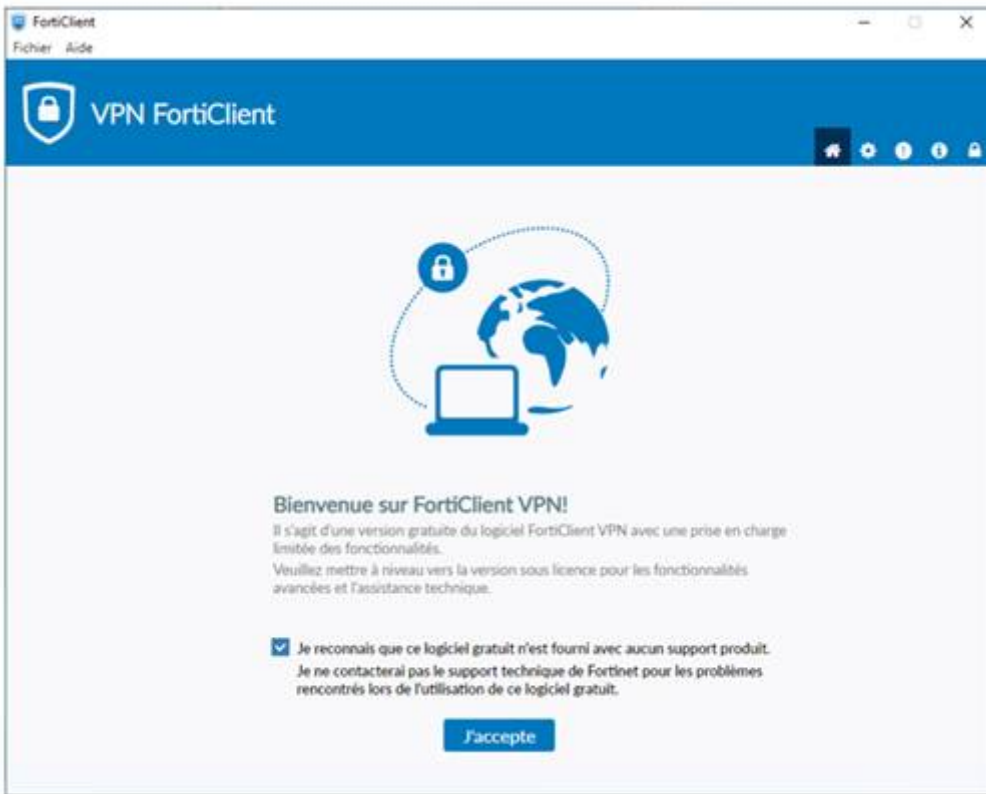 FortiClient
Fichier Aide
VPN FortiClient
Bienvenue sur FortiClient VPN!
Il s'agit d'une version gratuite du logiciel FortiClient VPN avec une prise en charge
limitée des fonctionnalités.
Veuillez mettre à niveau vers la version sous licence pour les fonctionnalités
avancées et l'assistance technique.
Je reconnais que ce logiciel gratuit n'est fourni avec aucun support produit.
Je ne contacterai pas le support technique de Fortinet pour les problèmes
rencontrés lors de l'utilisation de ce logiciel gratuit.
J'accepte